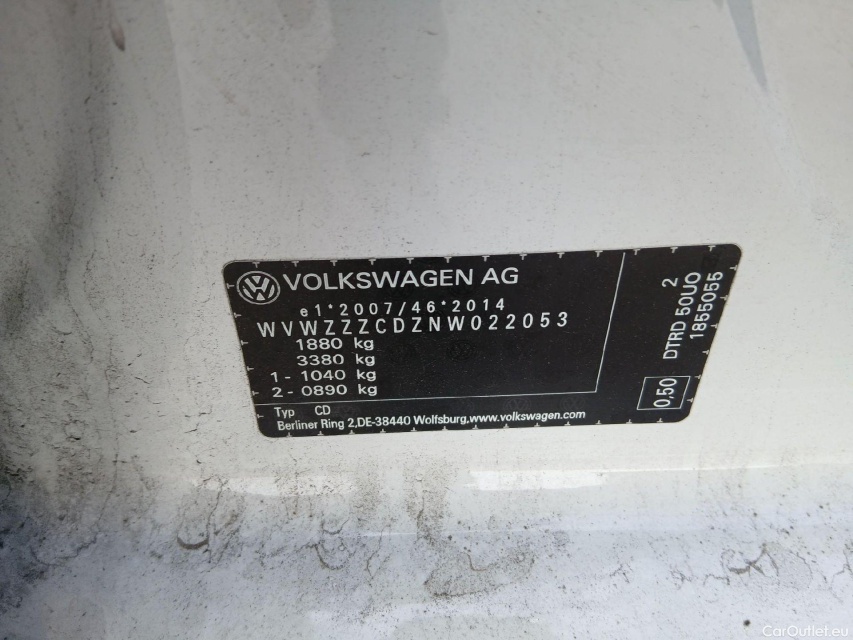 VOLKSWAGEN AG
e1*2007/46*2014
WVWZZZCDZNW022053
1880 kg
3380 kg
1 - 1040 kg
2 - 0890 kg
Typ CD
Berliner Ring 2,DE-38440 Wolfsburg,www.volkswagen.com
2
DTRD 50UO
1855055
0,50
CarOutlet.eu